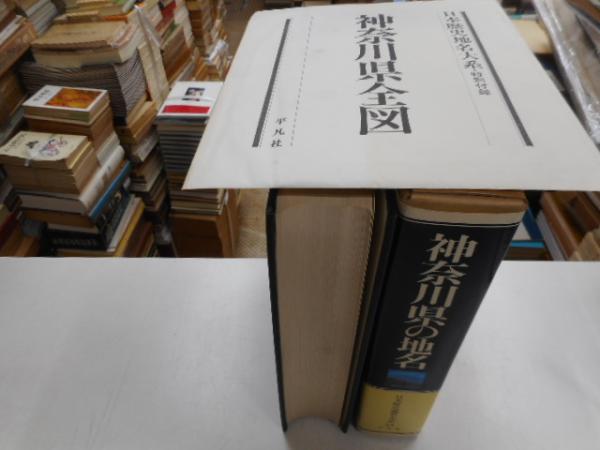 日本歴史地名大系・特別付録
神奈川県全図
平凡社
神奈川県の地名